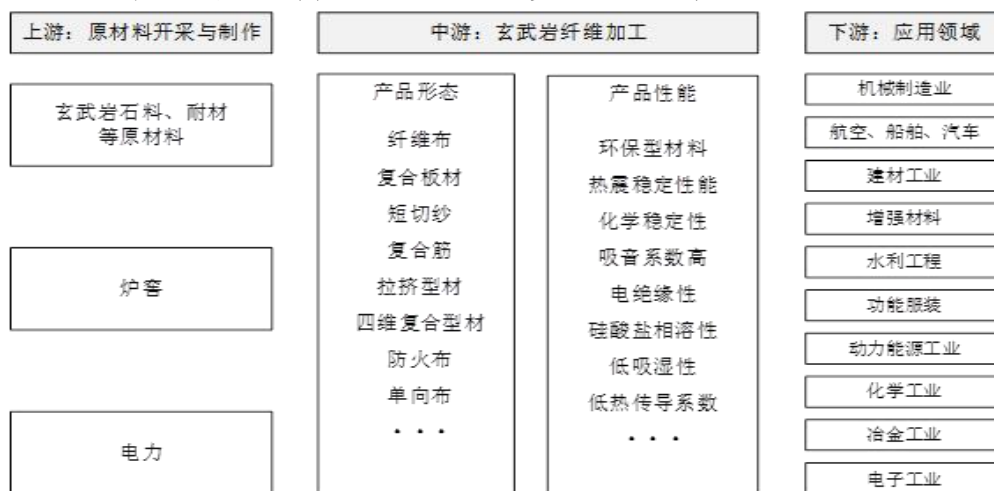 上游：原材料开采与制作
玄武岩石料、耐材
等原材料
炉窖
电力
中游：玄武岩纤维加工
产品形态
纤维布
复合板材
短切纱
复合筋
拉挤型材
四维复合型材
防火布
单向布
···
产品性能
环保型材料
热震稳定性能
化学稳定性
吸音系数高
电绝缘性
硅酸盐相溶性
低吸湿性
低热传导系数
···
下游：应用领域
机械制造业
航空、船舶、汽车
建材工业
增强材料
水利工程
功能服装
动力能源工业
化学工业
冶金工业
电子工业